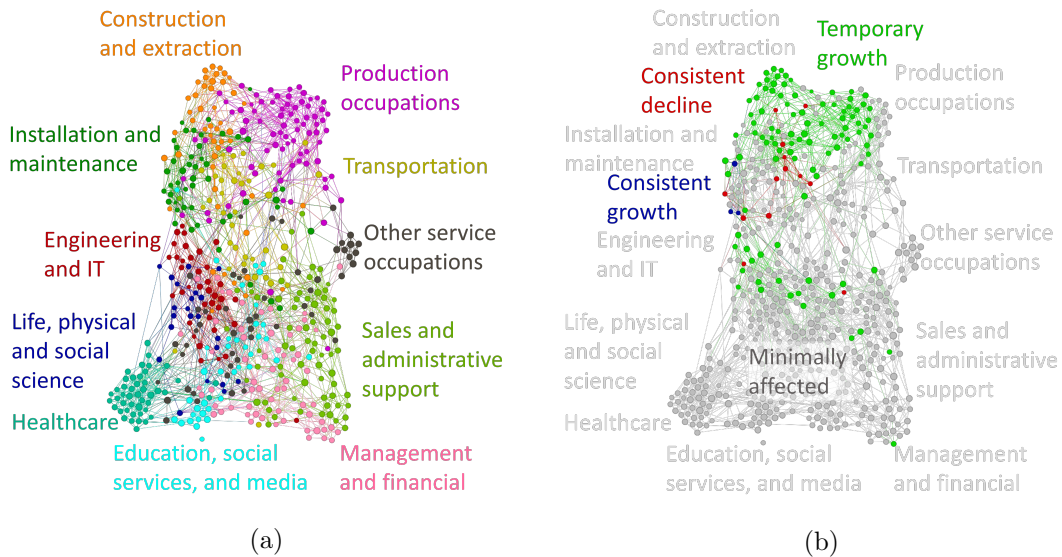 Construction
and extraction
Production
occupations
Installation and
maintenance
Transportation
Engineering
and IT
Other service
occupations
Life, physical
and social
science
Sales and
administrative
support
Healthcare
Education, social
services, and media
Management
and financial
(a)
Construction
and extraction
Temporary
growth
Consistent
decline
Production
occupations
Installation and
maintenance
Transportation
Consistent
growth
Engineering
and IT
Other service
occupations
Life, physical
and social
science
Minimally
affected
Sales and
administrative
support
Healthcare
Education, social
services, and media
Management
and financial
(b)